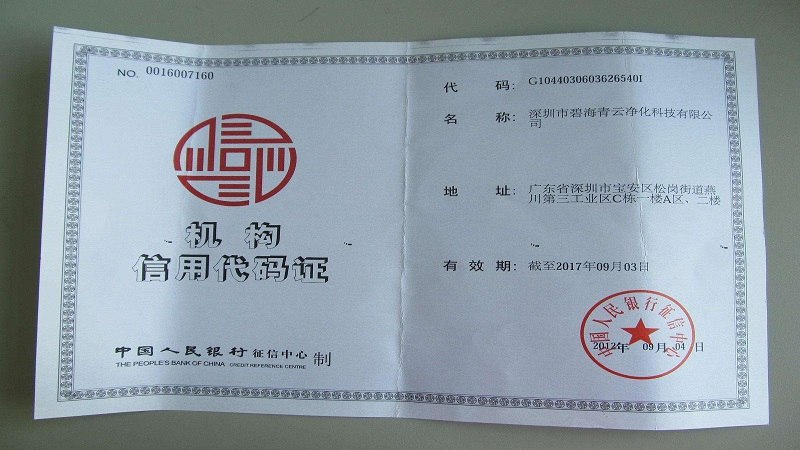 NO. 0016007160
机 构
信用代码证
中国人民银行征信中心 制
THE PEOPLE'S BANK OF CHINA CREDIT REFERENCE CENTRE
代 码: G1044030603626540I
名 称: 深圳市碧海青云净化科技有限公
司
地 址: 广东省深圳市宝安区松岗街道燕
川第三工业区C栋一楼A区、二楼
有 效 期: 截至2017年09月03日
中国人民银行征信中心
2012年 09月 04日